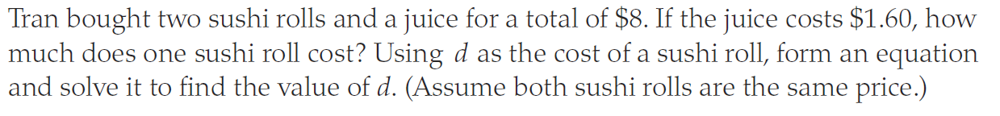 Tran bought two sushi rolls and a juice for a total of $8. If the juice costs $1.60, how
much does one sushi roll cost? Using d as the cost of a sushi roll, form an equation
and solve it to find the value of d. (Assume both sushi rolls are the same price.)